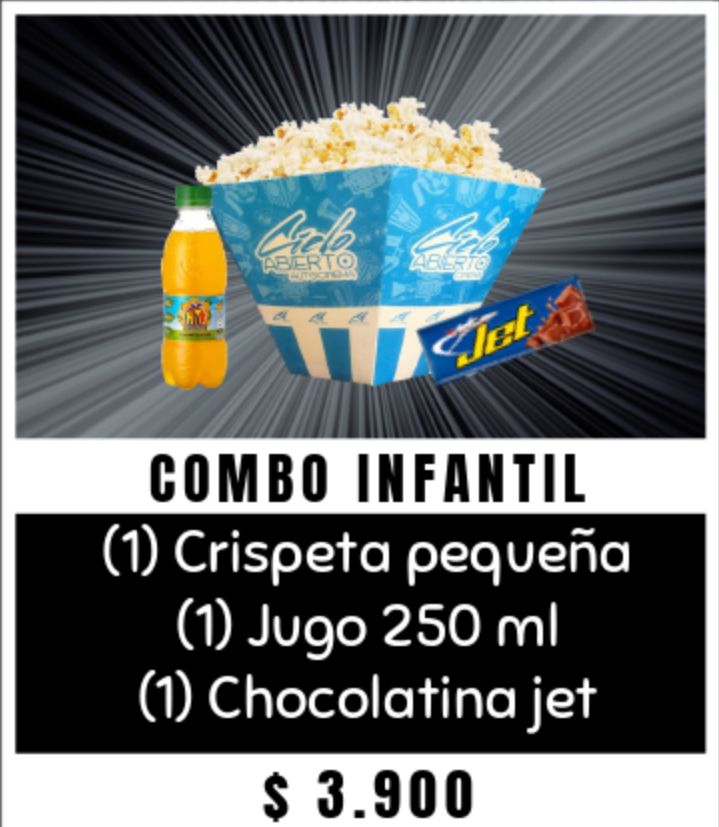 Cielo
ABIERTO
AUTOCINEMA
Cielo
ABIERTO
Jet
COMBO INFANTIL
(1) Crispeta pequeña
(1) Jugo 250 ml
(1) Chocolatina jet
$ 3.900